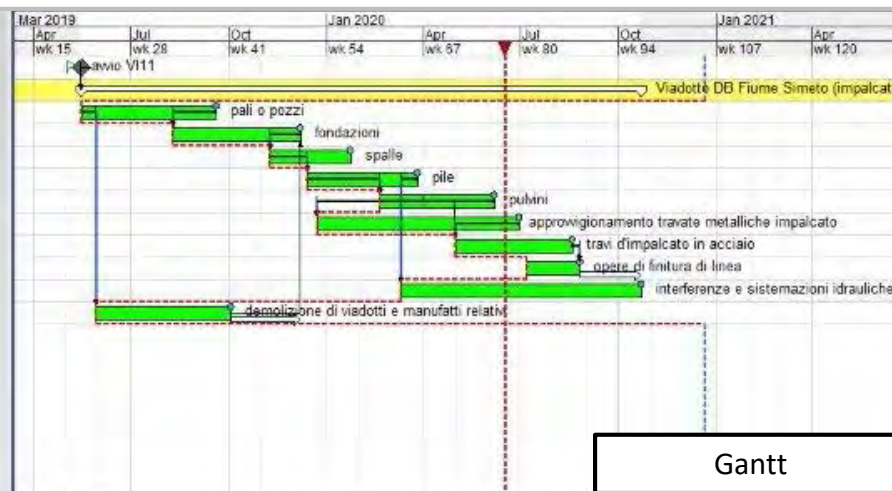 Mar 2019 Jan 2020 Jan 2021
Apr Jul Oct Apr Jul Oct Apr
wk 15 wk 28 wk 41 wk 54 wk 67 wk 80 wk 94 wk 107 wk 120
avvio VI11
Viadotto DB Fiume Simeto (impalcat
pali o pozzi
fondazioni
spalle
pile
pulvini
approvvigionamento travate metalliche impalcato
travi d'impalcato in acciaio
opere di finitura di linea
interferenze e sistemazioni idrauliche
demolizione di viadotti e manufatti relativi
Gantt